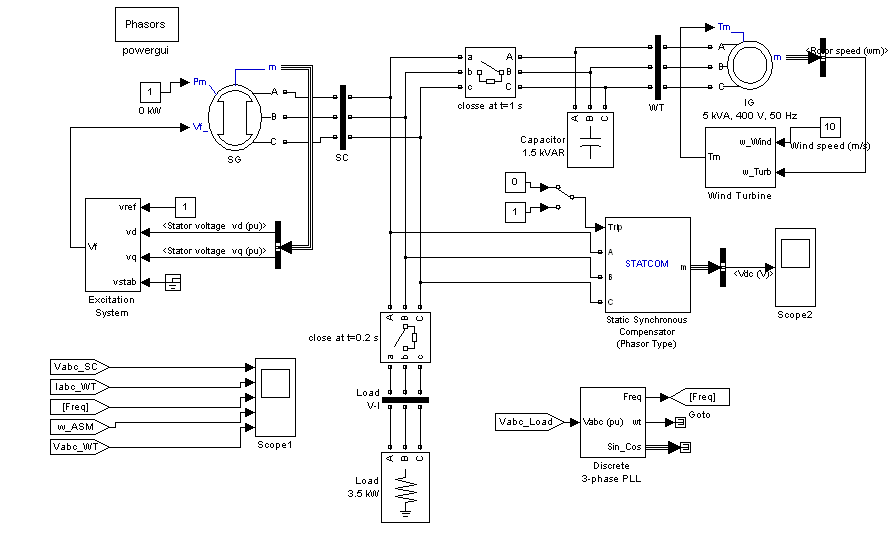 Phasors
powergui
1
0 kW
Pm
Vf_
m
A
B
C
SG
SC
a
b
c
A
B
C
closse at t=1 s
A B C
Capacitor
1.5 kVAR
WT
Tm
A
B
C
m
IG
5 kVA, 400 V, 50 Hz
<Rotor speed (wm)>
10
Wind speed (m/s)
w_Wind
Tm
w_Turb
Wind Turbine
vref
vd
Vf
vq
vstab
Excitation
System
1
<Stator voltage vd (pu)>
<Stator voltage vq (pu)>
0
1
Trip
A
B
C
STATCOM
m
Static Synchronous
Compensator
(Phasor Type)
<Vdc (V)>
Scope2
A B C
close at t=0.2 s
a b c
Load
V-I
A B C
Load
3.5 kW
Vabc_SC
Iabc_WT
[Freq]
w_ASM
Vabc_WT
Scope1
Vabc_Load
Freq
Vabc (pu)
wt
Sin_Cos
Discrete
3-phase PLL
[Freq]
Goto